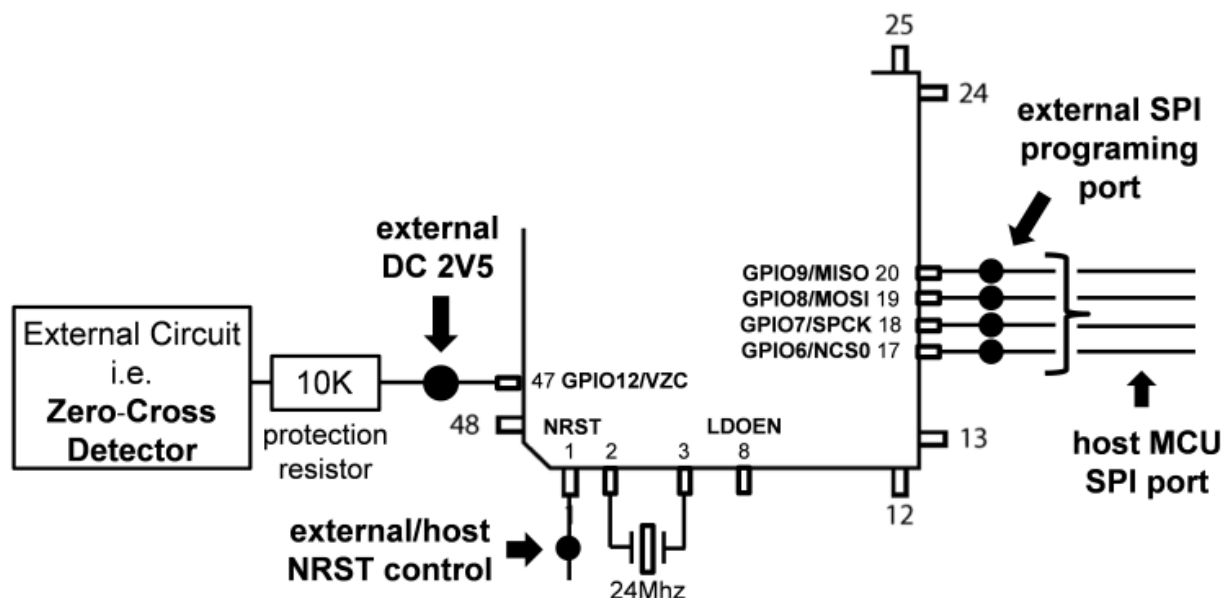 25
24
external SPI
programing
port
external
DC 2V5
GPIO9/MISO 20
GPIO8/MOSI 19
GPIO7/SPCK 18
GPIO6/NCS0 17
External Circuit
i.e.
Zero-Cross
Detector
10K
protection
resistor
47 GPIO12/VZC
48
NRST
LDOEN
1
2
3
8
13
12
host MCU
SPI port
external/host
NRST control
24Mhz